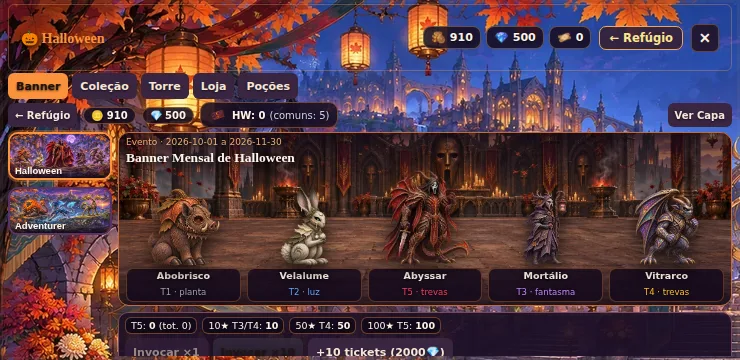 Halloween 910 500 0 ← Refúgio ✕
Banner Coleção Torre Loja Poções
← Refúgio 910 500 HW: 0 (comuns: 5) Ver Capa
Evento · 2026-10-01 a 2026-11-30
Banner Mensal de Halloween
Halloween
Adventurer
Abobrisco Velalume Abyssar Mortálio Vitrarco
T1 · planta T2 · luz T5 · trevas T3 · fantasma T4 · trevas
T5: 0 (tot. 0) 10★ T3/T4: 10 50★ T4: 50 100★ T5: 100
Invocar ×1 +10 tickets (2000💎)